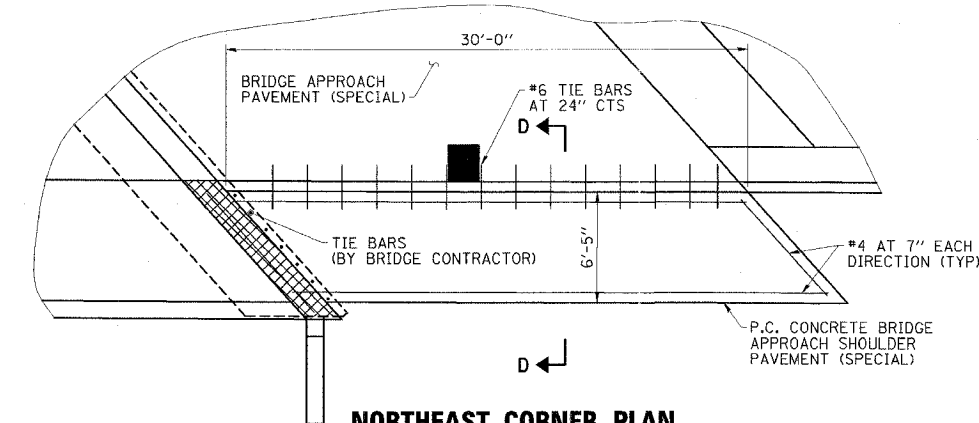 30'-0"
BRIDGE APPROACH
PAVEMENT (SPECIAL)
#6 TIE BARS
AT 24" CTS
D
TIE BARS
(BY BRIDGE CONTRACTOR)
6'-5"
#4 AT 7" EACH
DIRECTION (TYP)
P.C. CONCRETE BRIDGE
APPROACH SHOULDER
PAVEMENT (SPECIAL)
D
NORTHEAST CORNER PLAN